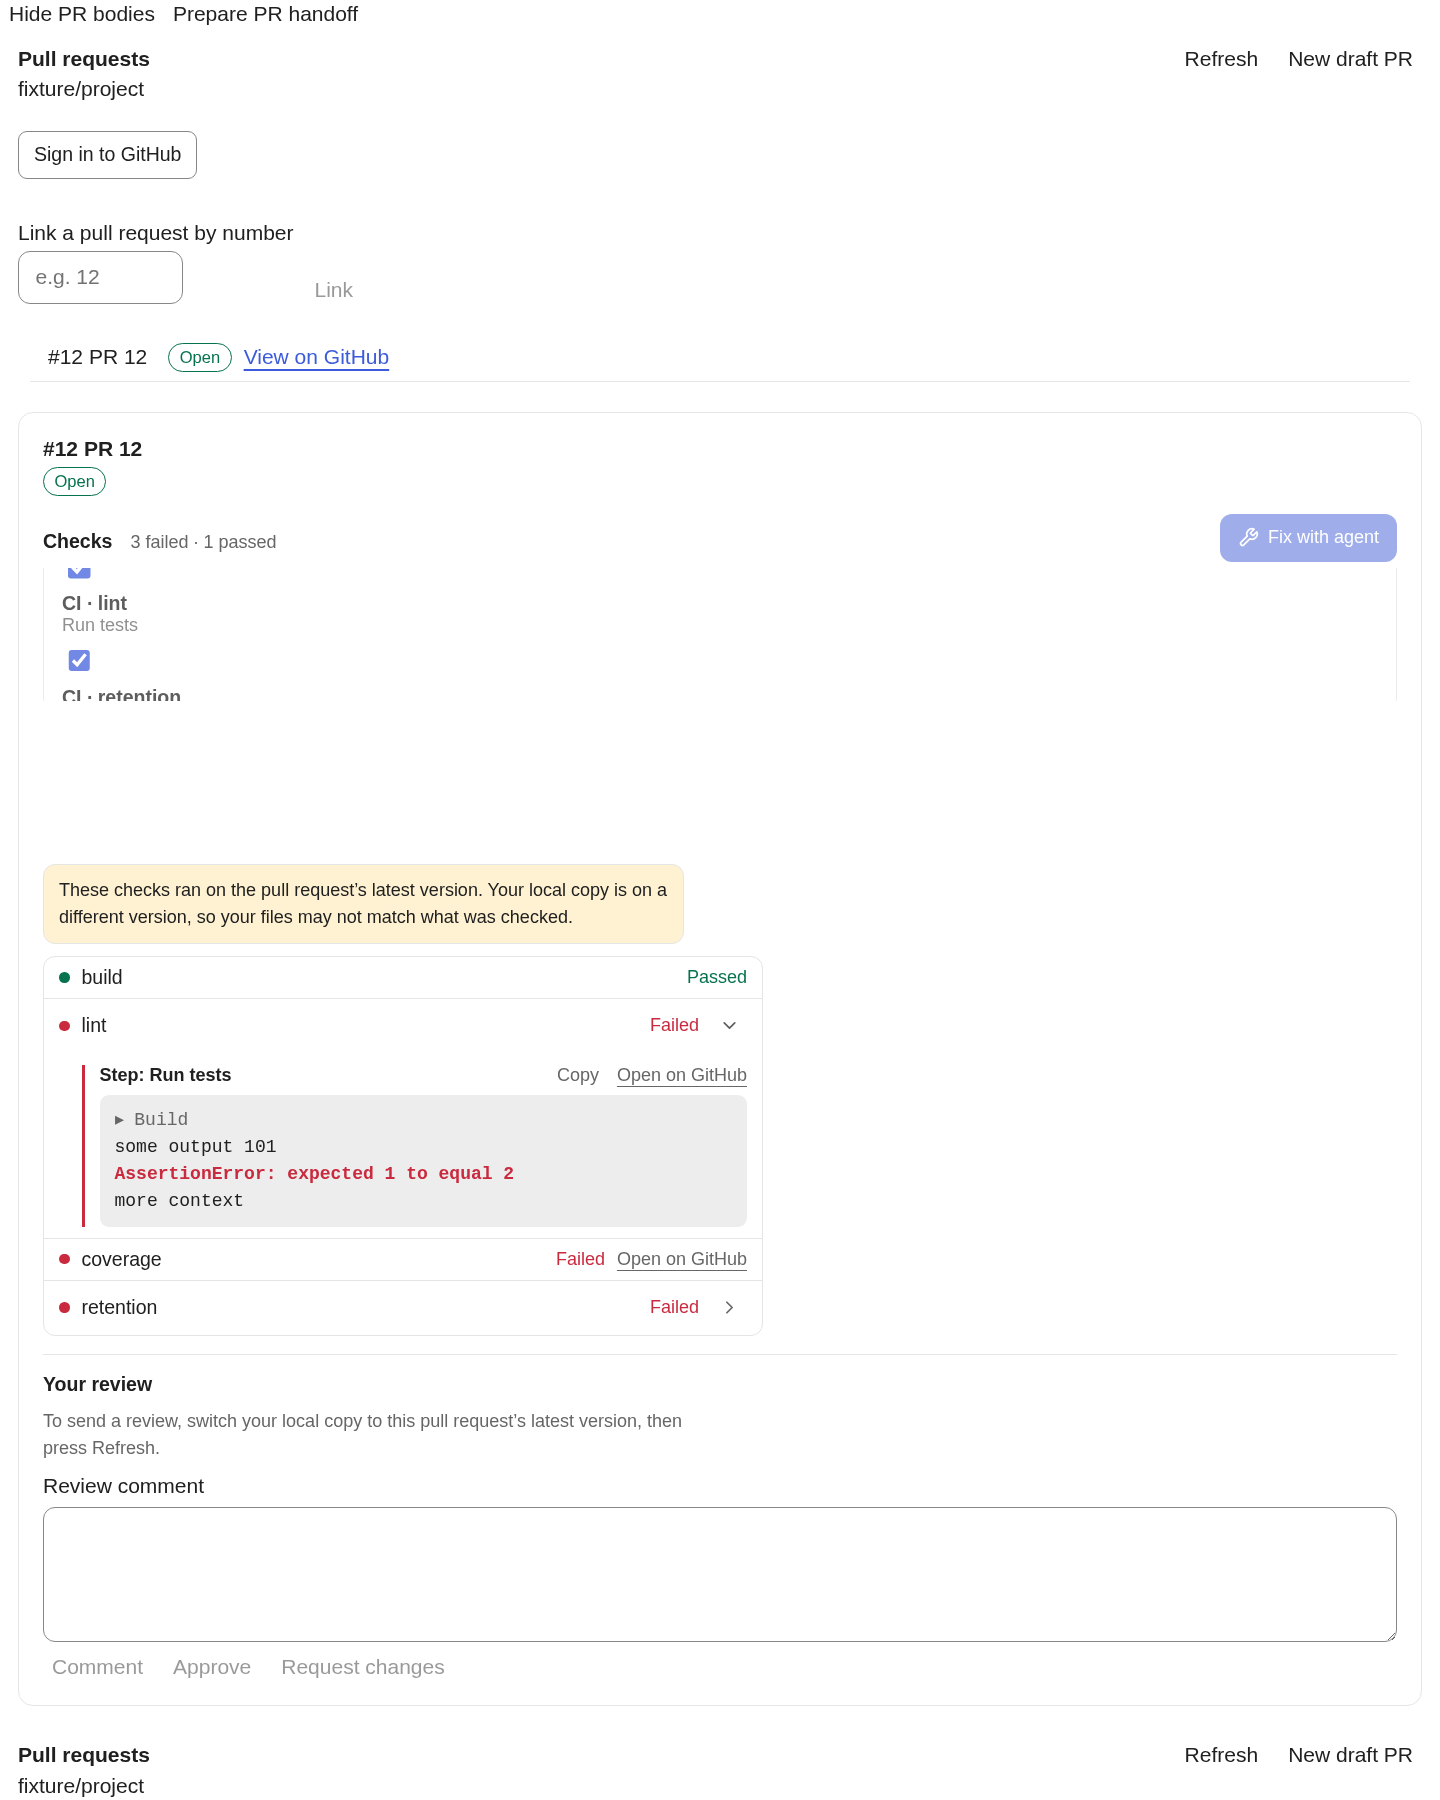 Hide PR bodies Prepare PR handoff
Pull requests Refresh New draft PR
fixture/project
Sign in to GitHub
Link a pull request by number
e.g. 12 Link
#12 PR 12 Open View on GitHub
#12 PR 12
Open
Checks 3 failed · 1 passed Fix with agent
CI · lint
Run tests
CI · retention
These checks ran on the pull request’s latest version. Your local copy is on a
different version, so your files may not match what was checked.
build Passed
lint Failed
Step: Run tests Copy Open on GitHub
▸ Build
some output 101
AssertionError: expected 1 to equal 2
more context
coverage Failed Open on GitHub
retention Failed
Your review
To send a review, switch your local copy to this pull request’s latest version, then
press Refresh.
Review comment
Comment Approve Request changes
Pull requests Refresh New draft PR
fixture/project